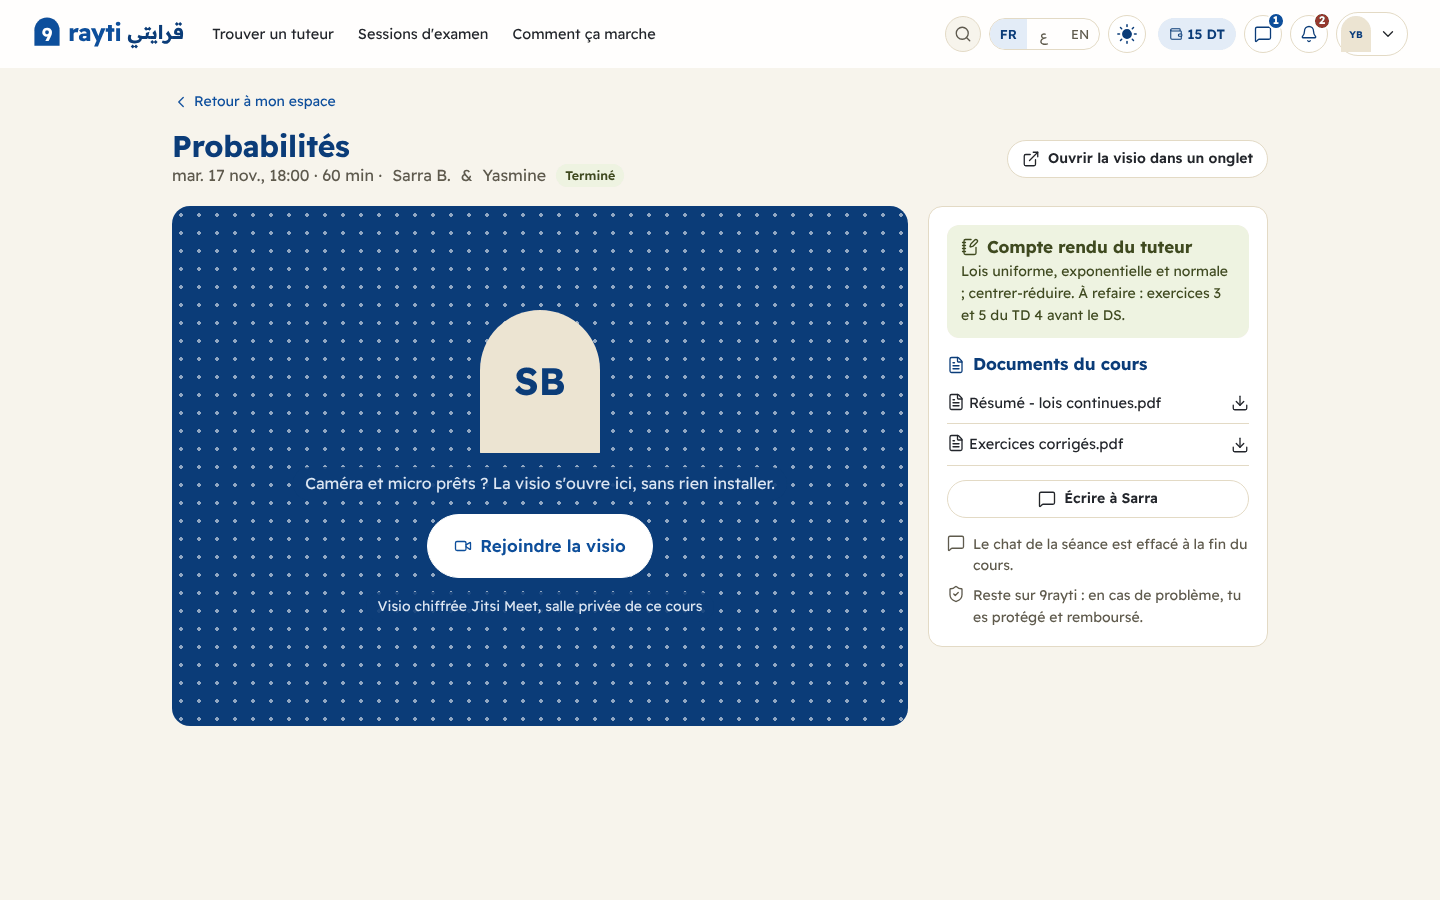 9 rayti قرايتي
Trouver un tuteur
Sessions d'examen
Comment ça marche
FR
ع
EN
15 DT
1
2
YB
Retour à mon espace
Probabilités
mar. 17 nov., 18:00 · 60 min · Sarra B. & Yasmine Terminé
Ouvrir la visio dans un onglet
SB
Caméra et micro prêts ? La visio s'ouvre ici, sans rien installer.
Rejoindre la visio
Visio chiffrée Jitsi Meet, salle privée de ce cours
Compte rendu du tuteur
Lois uniforme, exponentielle et normale
; centrer-réduire. À refaire : exercices 3
et 5 du TD 4 avant le DS.
Documents du cours
Résumé - lois continues.pdf
Exercices corrigés.pdf
Écrire à Sarra
Le chat de la séance est effacé à la fin du
cours.
Reste sur 9rayti : en cas de problème, tu
es protégé et remboursé.